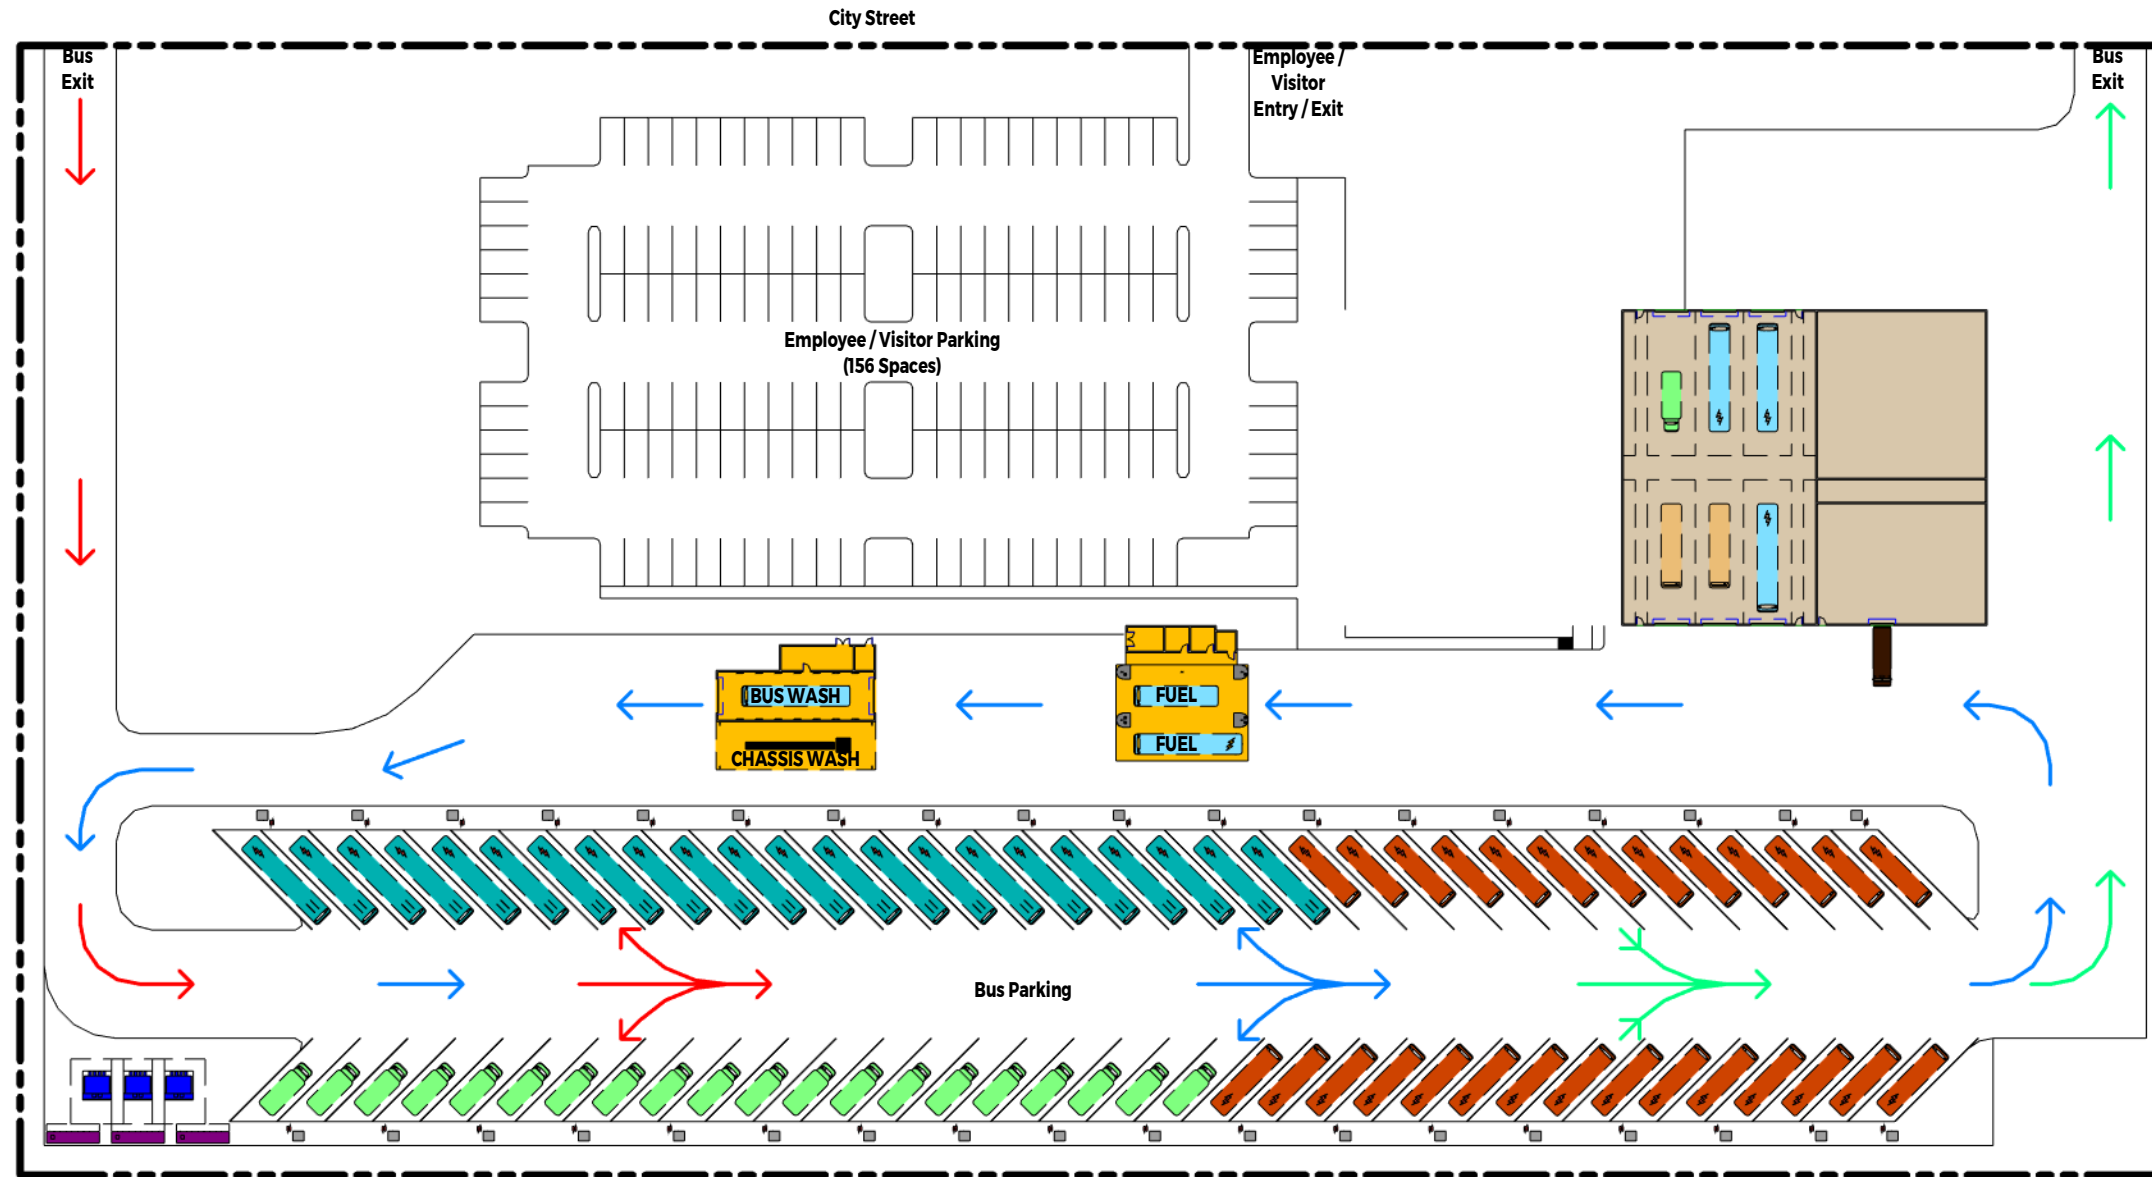 City Street
Bus
Exit
Employee /
Visitor
Entry / Exit
Bus
Exit
Employee / Visitor Parking
(156 Spaces)
BUS WASH
CHASSIS WASH
FUEL
FUEL
Bus Parking